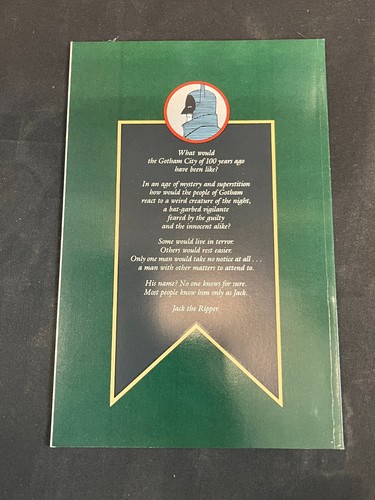 What would
the Gotham City of 100 years ago
have been like?
In an age of mystery and superstition
how would the people of Gotham
react to a weird creature of the night,
a bat-garbed vigilante
feared by the guilty
and the innocent alike?
Some would live in terror.
Others would rest easier.
Only one man would take no notice at all . . .
a man with other matters to attend to.
His name? No one knows for sure.
Most people know him only as Jack.
Jack the Ripper.